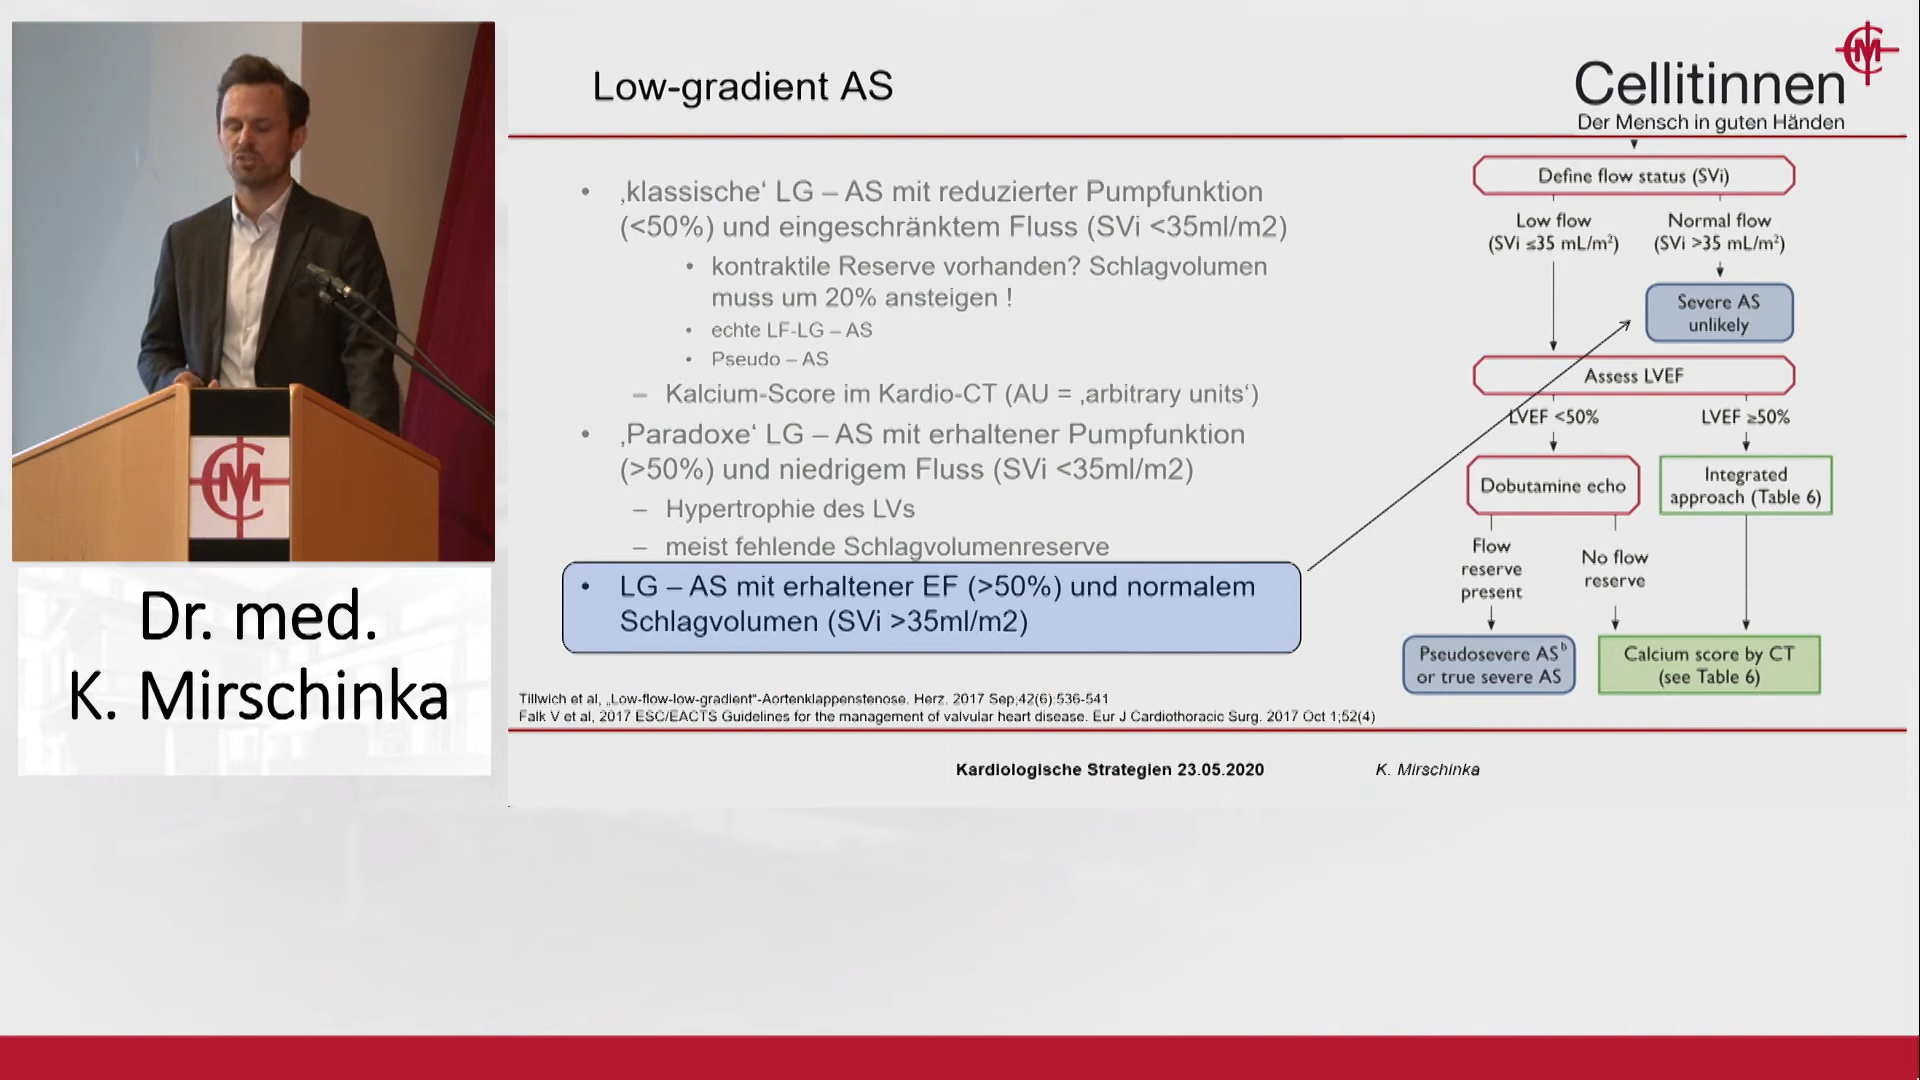 Low-gradient AS
Cellitinnen
Der Mensch in guten Händen
• ‚klassische‘ LG – AS mit reduzierter Pumpfunktion
(<50%) und eingeschränktem Fluss (SVi <35ml/m2)
• kontraktile Reserve vorhanden? Schlagvolumen
muss um 20% ansteigen !
• echte LF-LG – AS
• Pseudo – AS
– Kalcium-Score im Kardio-CT (AU = ‚arbitrary units‘)
• ‚Paradoxe‘ LG – AS mit erhaltener Pumpfunktion
(>50%) und niedrigem Fluss (SVi <35ml/m2)
– Hypertrophie des LVs
– meist fehlende Schlagvolumenreserve
• LG – AS mit erhaltener EF (>50%) und normalem
Schlagvolumen (SVi >35ml/m2)
Define flow status (SVi)
Low flow
(SVi ≤35 mL/m²)
Normal flow
(SVi >35 mL/m²)
Severe AS
unlikely
Assess LVEF
LVEF <50%
LVEF ≥50%
Dobutamine echo
Integrated
approach (Table 6)
Flow
reserve
present
No flow
reserve
Pseudosevere ASᵇ
or true severe AS
Calcium score by CT
(see Table 6)
Tillwich et al, „Low-flow-low-gradient“-Aortenklappenstenose. Herz. 2017 Sep;42(6):536-541
Falk V et al, 2017 ESC/EACTS Guidelines for the management of valvular heart disease. Eur J Cardiothoracic Surg. 2017 Oct 1;52(4)
Kardiologische Strategien 23.05.2020
K. Mirschinka
Dr. med.
K. Mirschinka